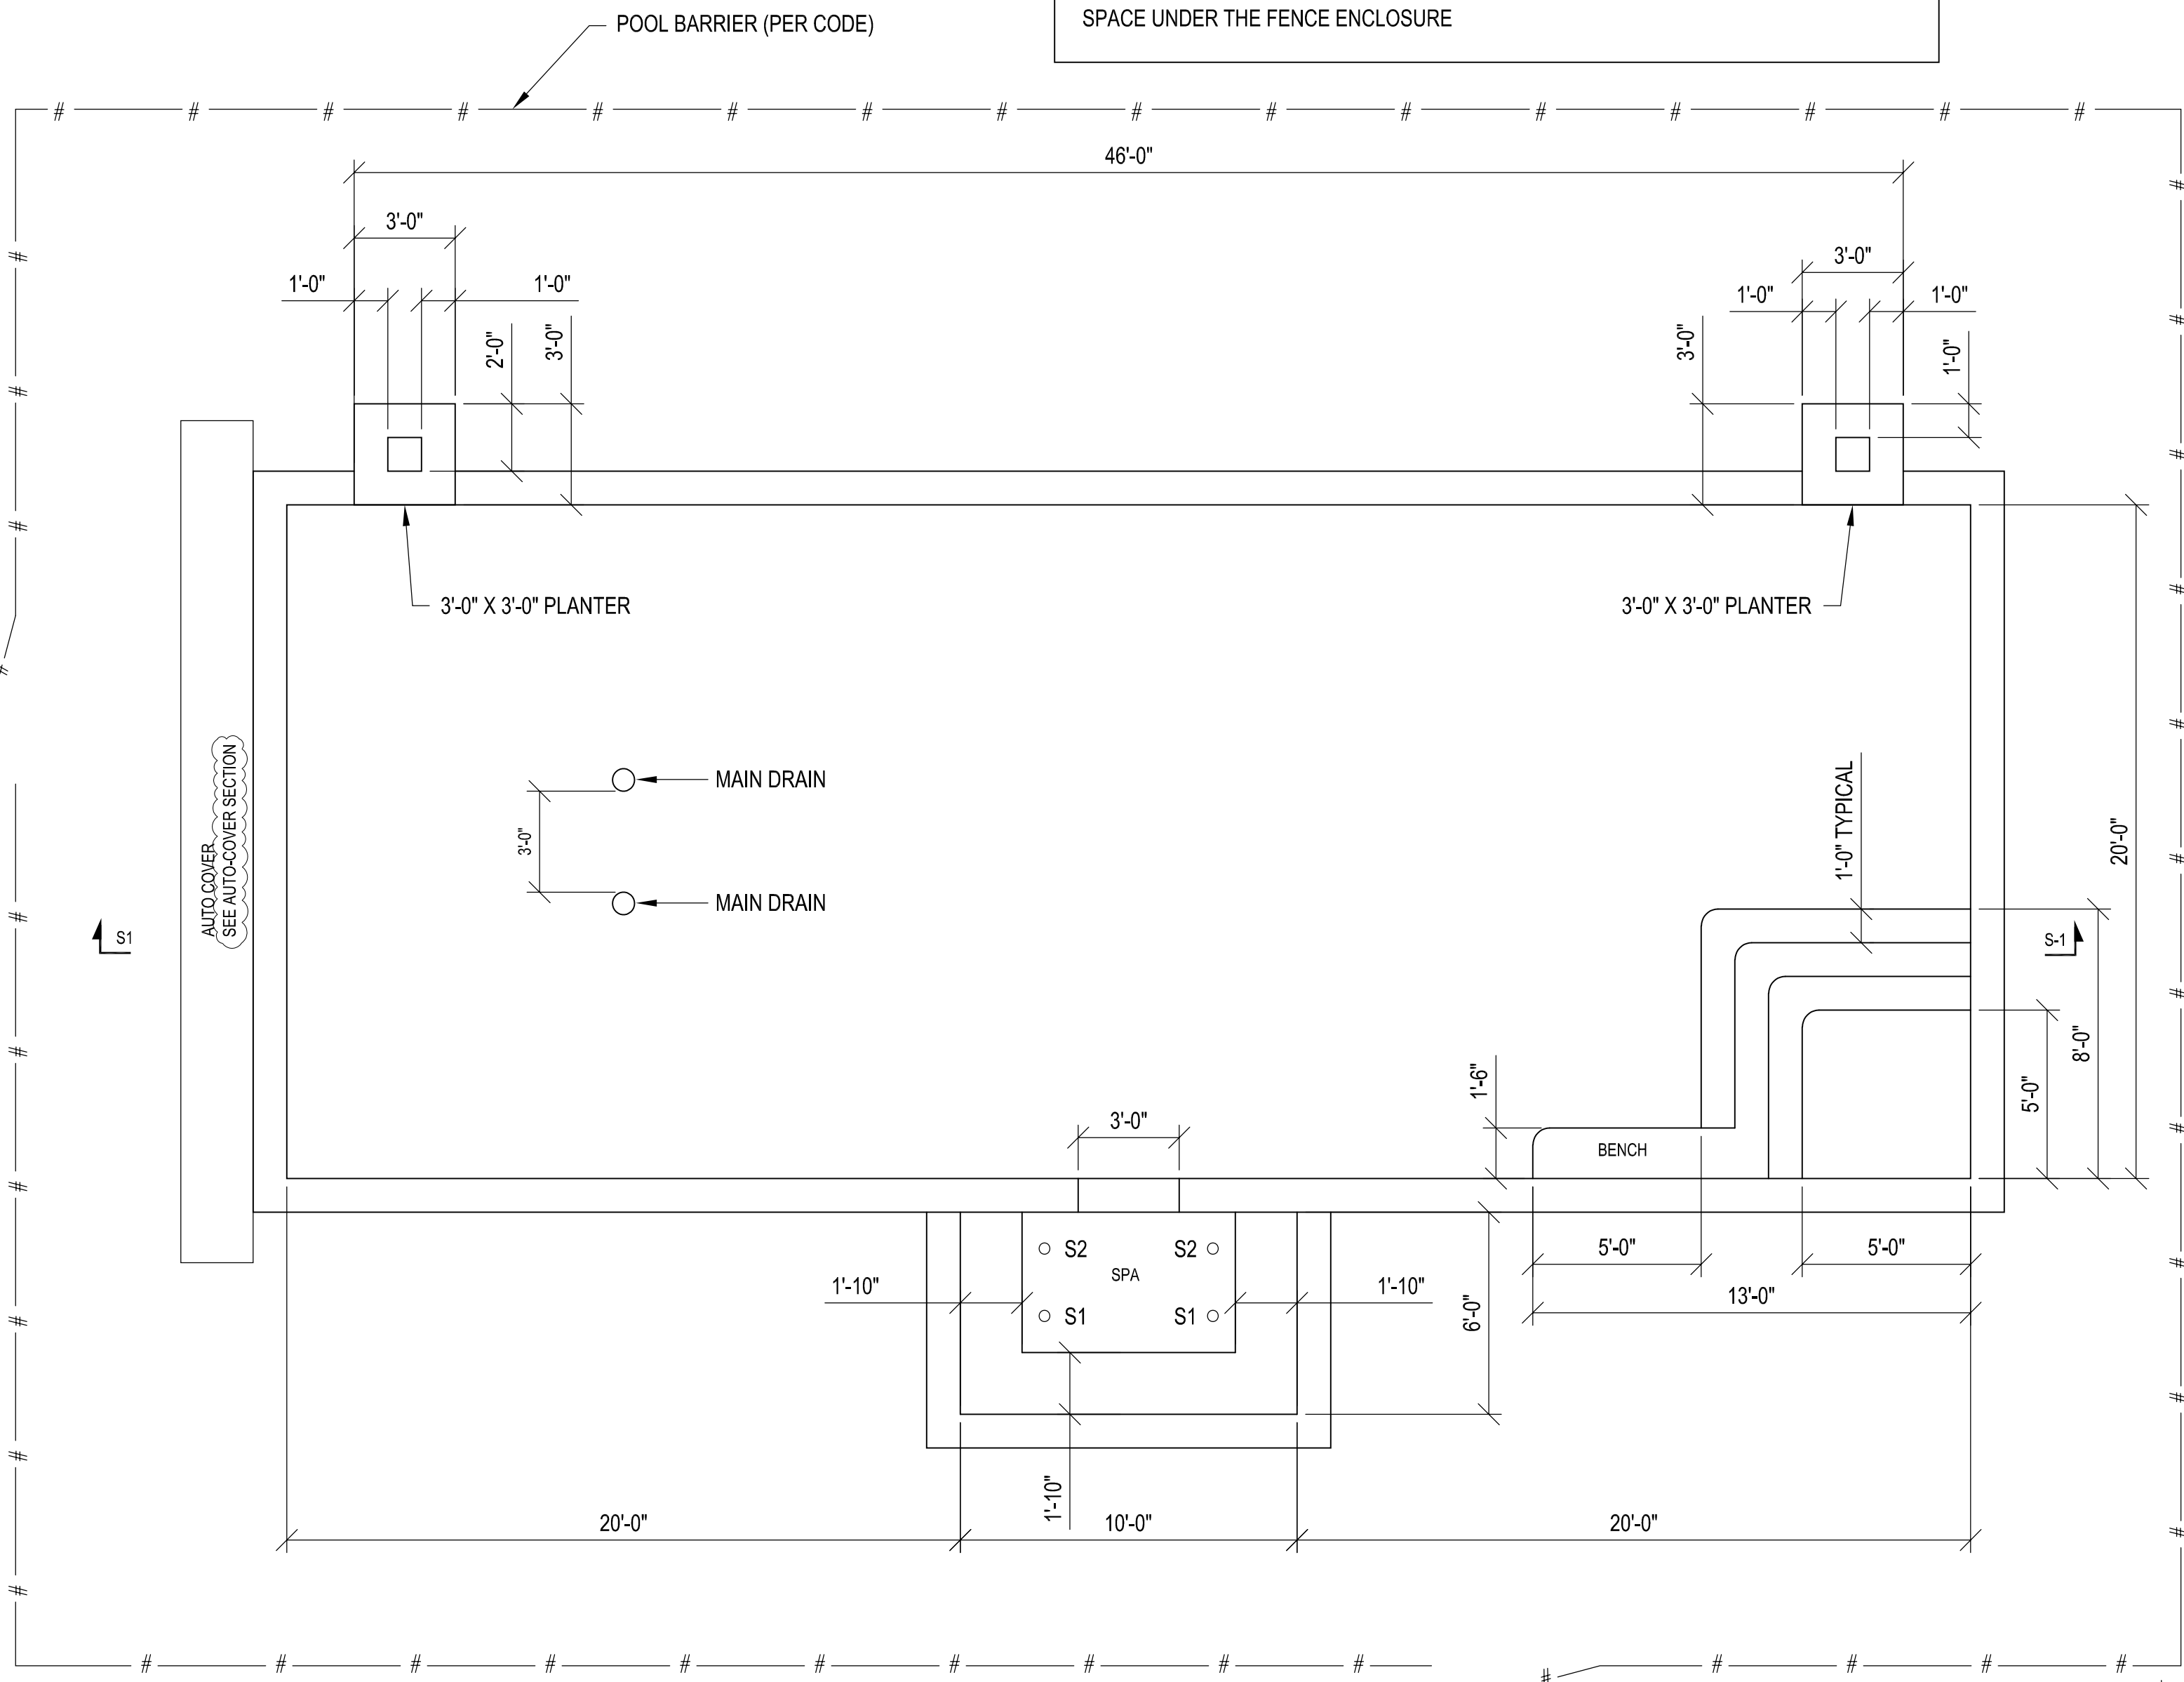 POOL BARRIER (PER CODE)
SPACE UNDER THE FENCE ENCLOSURE
#  #  #  #  #  #  #  #  #  #  #  #  #  #  #  #
46'-0"
3'-0"
3'-0"
1'-0"
1'-0"
1'-0"
1'-0"
2'-0"
3'-0"
3'-0"
1'-0"
3'-0" X 3'-0" PLANTER
3'-0" X 3'-0" PLANTER
MAIN DRAIN
3'-0"
MAIN DRAIN
AUTO COVER
SEE AUTO-COVER SECTION
S1
1'-0" TYPICAL
20'-0"
S-1
8'-0"
5'-0"
1'-6"
3'-0"
BENCH
S2
S2
SPA
S1
S1
1'-10"
1'-10"
6'-0"
5'-0"
5'-0"
13'-0"
1'-10"
20'-0"
10'-0"
20'-0"